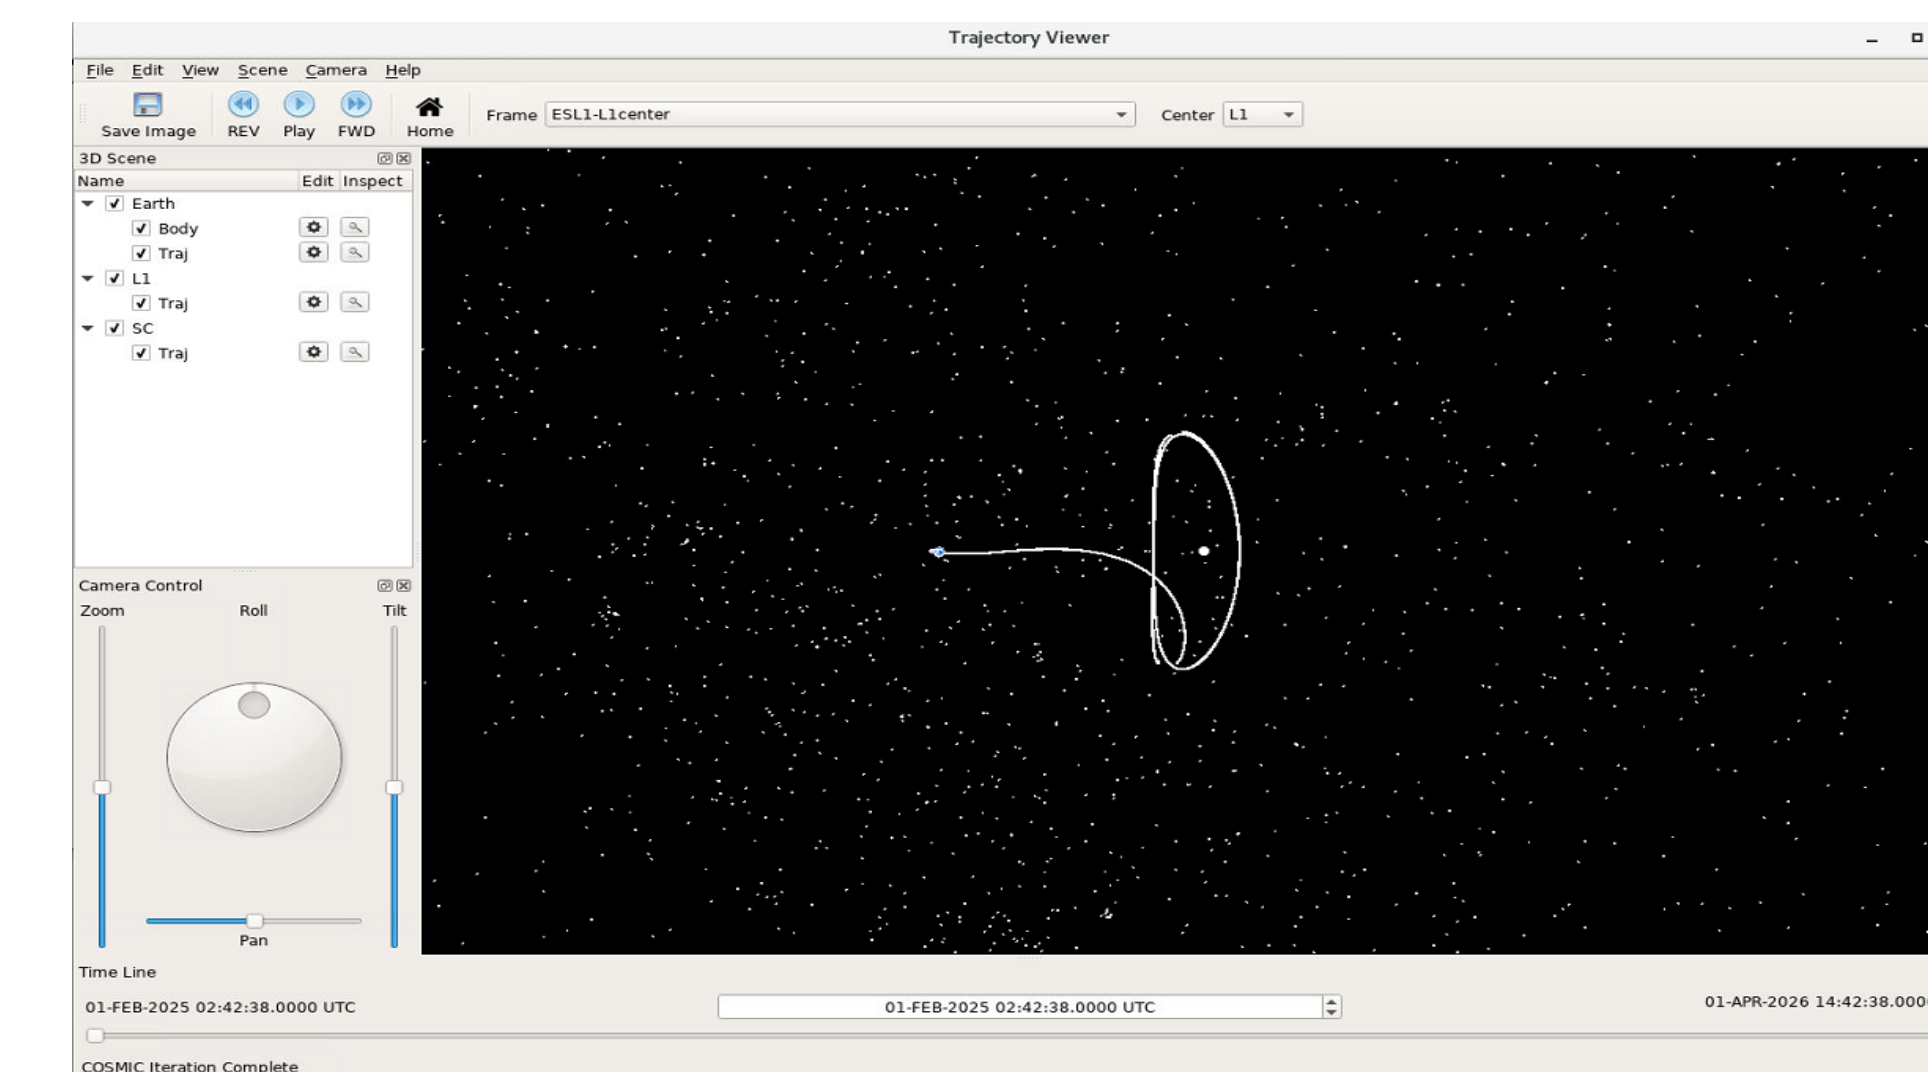 Trajectory Viewer
File Edit View Scene Camera Help
Save Image REV Play FWD Home Frame ESL1-L1center Center L1
3D Scene
Name Edit Inspect
Earth
Body
Traj
L1
Traj
SC
Traj
Camera Control
Zoom Roll Tilt
Pan
Time Line
01-FEB-2025 02:42:38.0000 UTC 01-FEB-2025 02:42:38.0000 UTC 01-APR-2026 14:42:38.000
COSMIC Iteration Complete